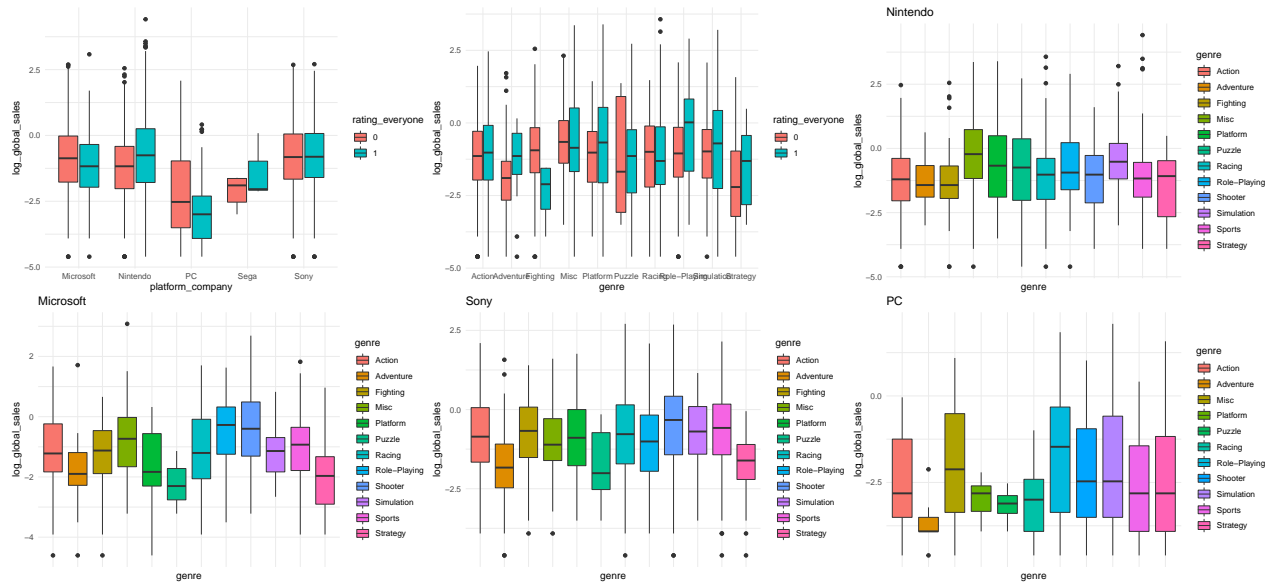 log_global_sales
2.5
0.0
−2.5
−5.0
Microsoft
Nintendo
PC
Sega
Sony
platform_company
rating_everyone
0
1
log_global_sales
2.5
0.0
−2.5
−5.0
Action
Adventure
Fighting
Misc
Platform
Puzzle
Racing
Role−Playing
Simulation
Strategy
genre
rating_everyone
0
1
Nintendo
log_global_sales
2.5
0.0
−2.5
−5.0
genre
genre
Action
Adventure
Fighting
Misc
Platform
Puzzle
Racing
Role−Playing
Shooter
Simulation
Sports
Strategy
Microsoft
log_global_sales
2
0
−2
−4
genre
genre
Action
Adventure
Fighting
Misc
Platform
Puzzle
Racing
Role−Playing
Shooter
Simulation
Sports
Strategy
Sony
log_global_sales
2.5
0.0
−2.5
genre
genre
Action
Adventure
Fighting
Misc
Platform
Puzzle
Racing
Role−Playing
Shooter
Simulation
Sports
Strategy
PC
log_global_sales
0.0
−2.5
genre
genre
Action
Adventure
Misc
Platform
Puzzle
Racing
Role−Playing
Shooter
Simulation
Sports
Strategy